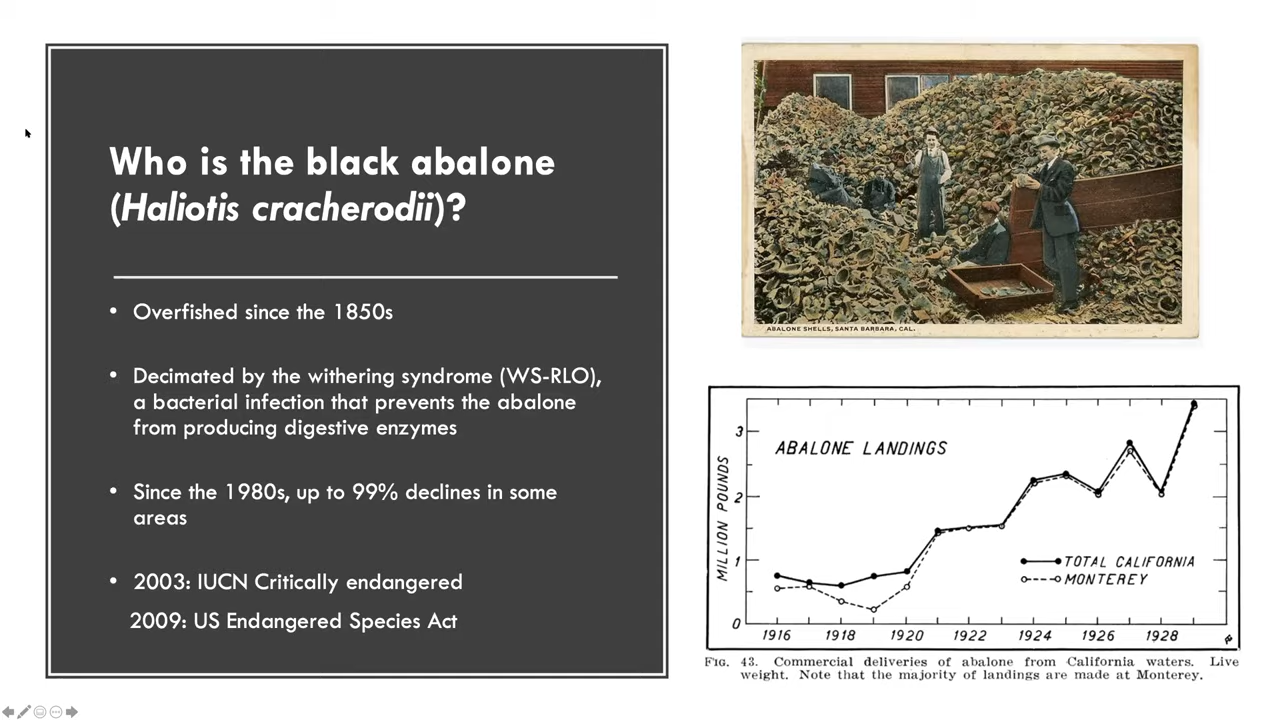 Who is the black abalone
(Haliotis cracherodii)?
• Overfished since the 1850s
• Decimated by the withering syndrome (WS-RLO),
a bacterial infection that prevents the abalone
from producing digestive enzymes
• Since the 1980s, up to 99% declines in some
areas
• 2003: IUCN Critically endangered
2009: US Endangered Species Act
ABALONE SHELLS, SANTA BARBARA, CAL.
ABALONE LANDINGS
MILLION POUNDS
3
2
1
0
TOTAL CALIFORNIA
MONTEREY
1916 1918 1920 1922 1924 1926 1928
FIG. 43. Commercial deliveries of abalone from California waters. Live
weight. Note that the majority of landings are made at Monterey.